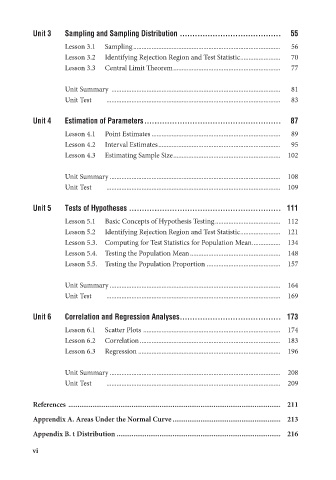 Unit 3 Sampling and Sampling Distribution ........................................ 55
Lesson 3.1 Sampling ........................................ 56
Lesson 3.2 Identifying Rejection Region and Test Statistic ........................................ 70
Lesson 3.3 Central Limit Theorem ........................................ 77
Unit Summary ........................................ 81
Unit Test ........................................ 83
Unit 4 Estimation of Parameters ........................................ 87
Lesson 4.1 Point Estimates ........................................ 89
Lesson 4.2 Interval Estimates ........................................ 95
Lesson 4.3 Estimating Sample Size ........................................ 102
Unit Summary ........................................ 108
Unit Test ........................................ 109
Unit 5 Tests of Hypotheses ........................................ 111
Lesson 5.1 Basic Concepts of Hypothesis Testing ........................................ 112
Lesson 5.2 Identifying Rejection Region and Test Statistic ........................................ 121
Lesson 5.3. Computing for Test Statistics for Population Mean ........................................ 134
Lesson 5.4. Testing the Population Mean ........................................ 148
Lesson 5.5. Testing the Population Proportion ........................................ 157
Unit Summary ........................................ 164
Unit Test ........................................ 169
Unit 6 Correlation and Regression Analyses ........................................ 173
Lesson 6.1 Scatter Plots ........................................ 174
Lesson 6.2 Correlation ........................................ 183
Lesson 6.3 Regression ........................................ 196
Unit Summary ........................................ 208
Unit Test ........................................ 209
References ........................................ 211
Apprendix A. Areas Under the Normal Curve ........................................ 213
Appendix B. t Distribution ........................................ 216
vi